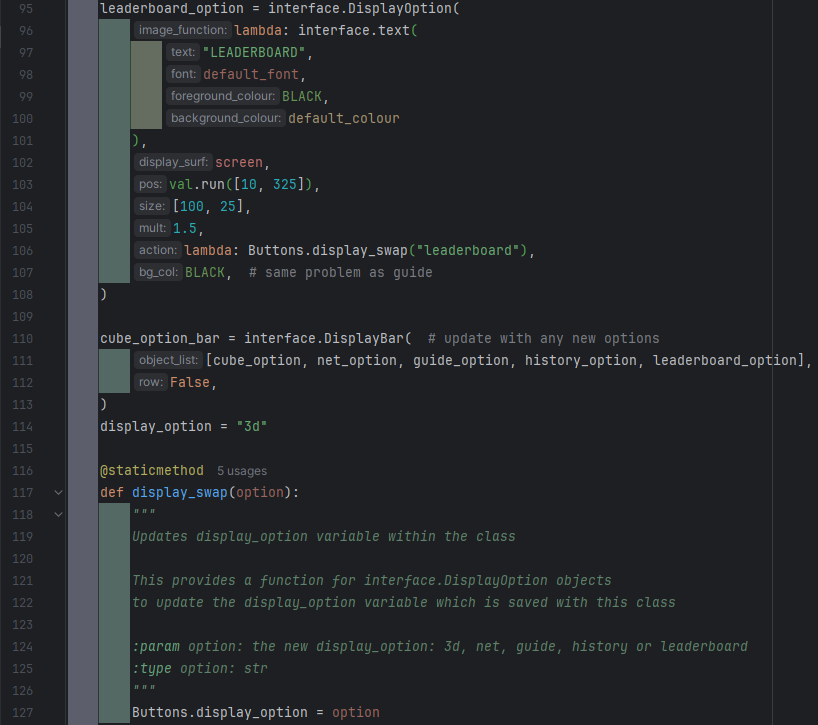 95 leaderboard_option = interface.DisplayOption(
96 image_function: lambda: interface.text(
97 text: "LEADERBOARD",
98 font: default_font,
99 foreground_colour: BLACK,
100 background_colour: default_colour
101 ),
102 display_surf: screen,
103 pos: val.run([10, 325]),
104 size: [100, 25],
105 mult: 1.5,
106 action: lambda: Buttons.display_swap("leaderboard"),
107 bg_col: BLACK, # same problem as guide
108 )
109
110 cube_option_bar = interface.DisplayBar( # update with any new options
111 object_list: [cube_option, net_option, guide_option, history_option, leaderboard_option],
112 row: False,
113 )
114 display_option = "3d"
115
116 @staticmethod 5 usages
117 def display_swap(option):
118 """
119 Updates display_option variable within the class
120
121 This provides a function for interface.DisplayOption objects
122 to update the display_option variable which is saved with this class
123
124 :param option: the new display_option: 3d, net, guide, history or leaderboard
125 :type option: str
126 """
127 Buttons.display_option = option